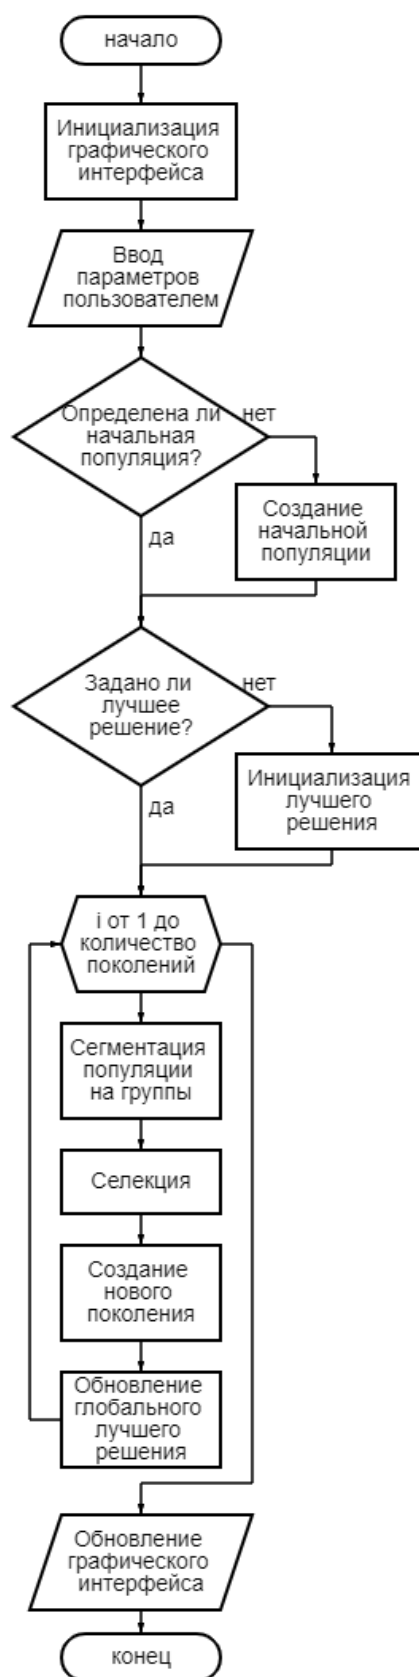 начало
Инициализация
графического
интерфейса
Ввод
параметров
пользователем
Определена ли
начальная
популяция?
нет
Создание
начальной
популяции
да
Задано ли
лучшее
решение?
нет
Инициализация
лучшего
решения
да
i от 1 до
количество
поколений
Сегментация
популяции
на группы
Селекция
Создание
нового
поколения
Обновление
глобального
лучшего
решения
Обновление
графического
интерфейса
конец